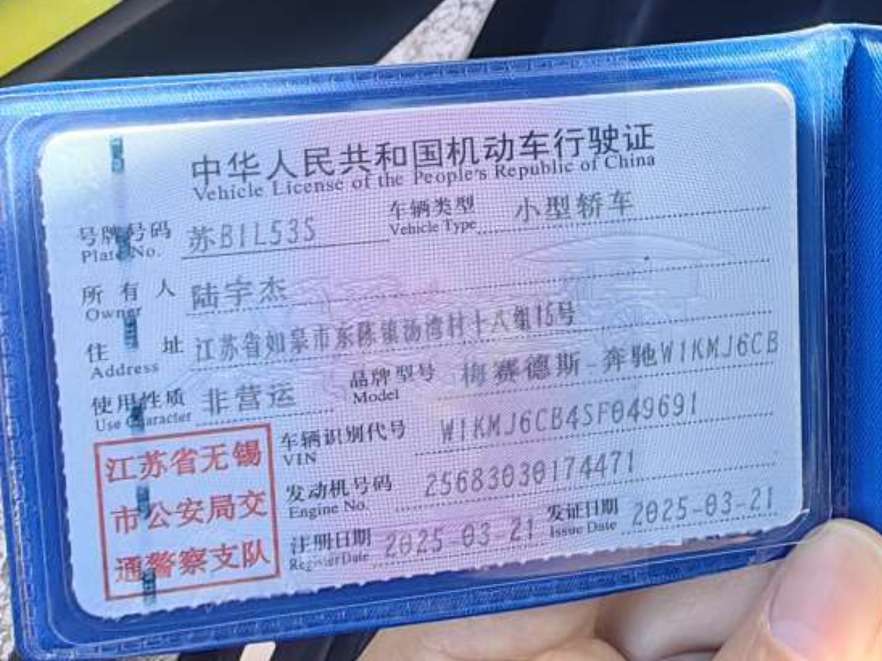 中华人民共和国机动车行驶证
Vehicle License of the People's Republic of China
号牌号码 Plate No. 苏B1L53S 车辆类型 Vehicle Type 小型轿车
所有人 Owner 陆宇杰
住址 Address 江苏省如皋市东陈镇汤湾村十八组15号
使用性质 Use Character 非营运 品牌型号 Model 梅赛德斯-奔驰W1KMJ6CB
车辆识别代号 VIN W1KMJ6CB4SF049691
发动机号码 Engine No. 25683030174471
注册日期 Register Date 2025-03-21 发证日期 Issue Date 2025-03-21
江苏省无锡
市公安局交
通警察支队